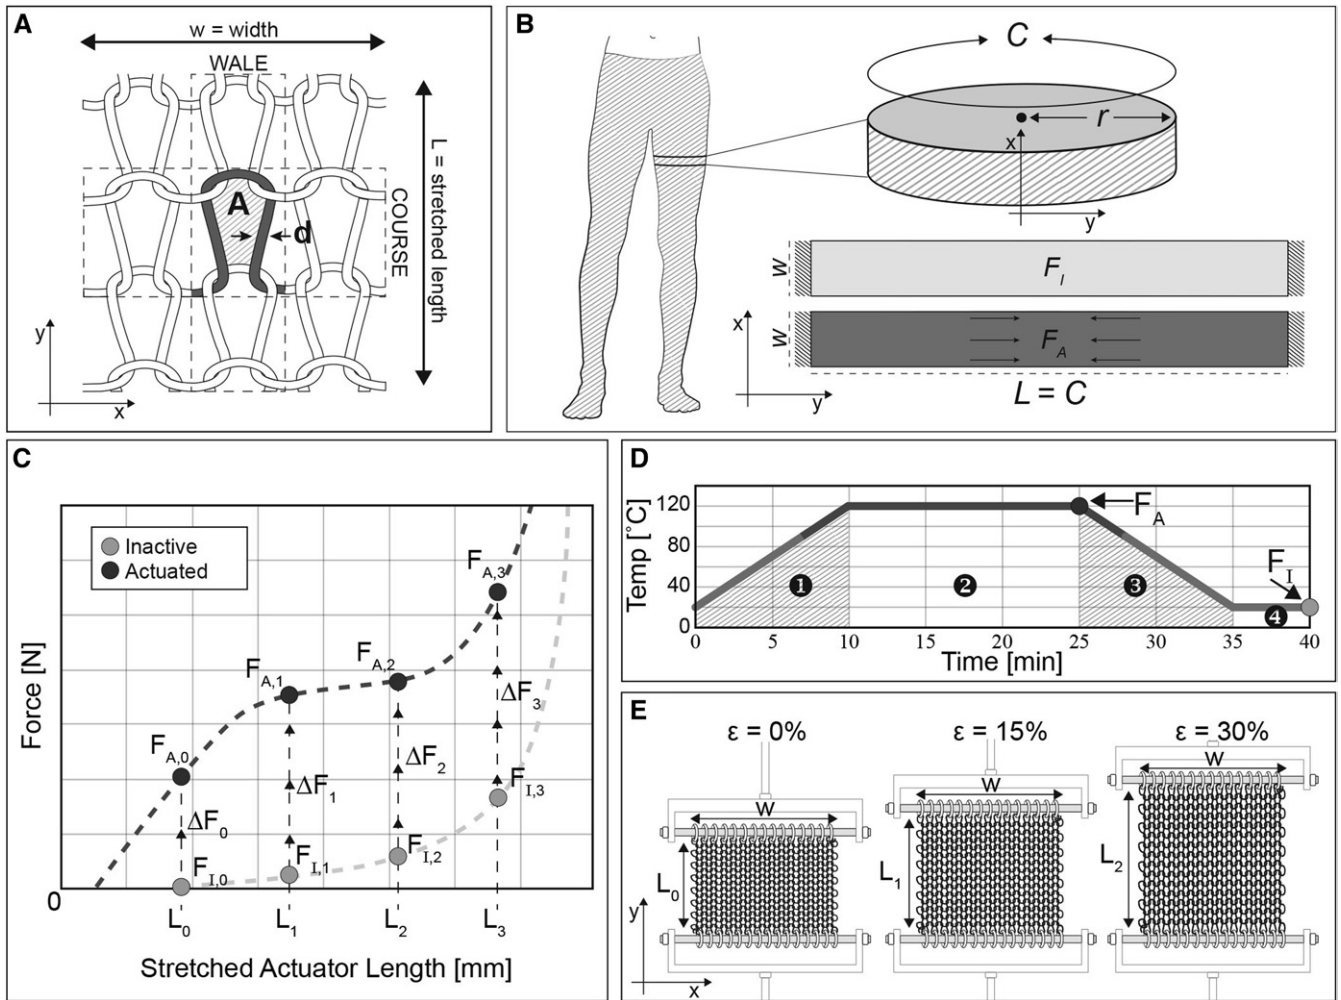 A
w = width
WALE
A
d
COURSE
L = stretched length
y
x
B
C
r
x
y
w
F_I
w
F_A
x
y
L = C
C
Inactive
Actuated
F_A,3
F_A,2
F_A,1
F_A,0
ΔF_3
ΔF_2
ΔF_1
ΔF_0
F_I,3
F_I,2
F_I,1
F_I,0
Force [N]
0
L_0 L_1 L_2 L_3
Stretched Actuator Length [mm]
D
Temp [˚C]
120
80
40
0
F_A
F_I
1 2 3 4
0 5 10 15 20 25 30 35 40
Time [min]
E
ε = 0% ε = 15% ε = 30%
w w w
L_0 L_1 L_2
y
x